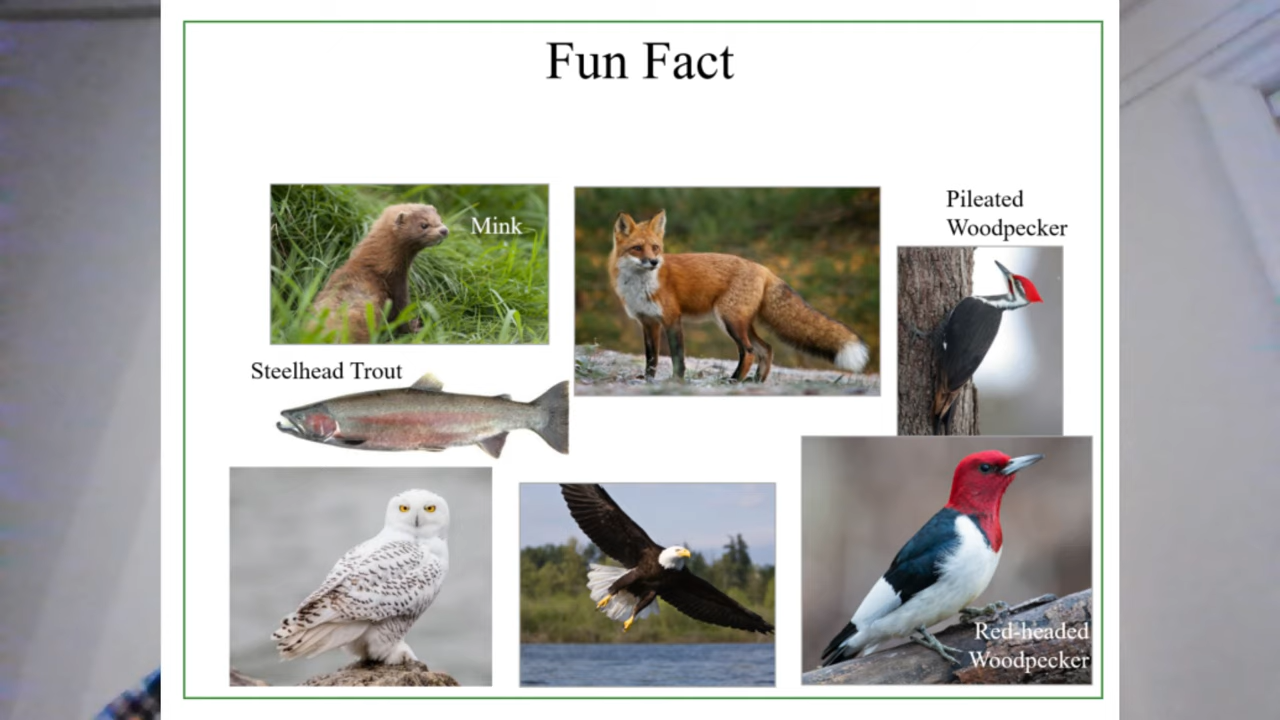 Fun Fact
Mink
Pileated
Woodpecker
Steelhead Trout
Red-headed
Woodpecker